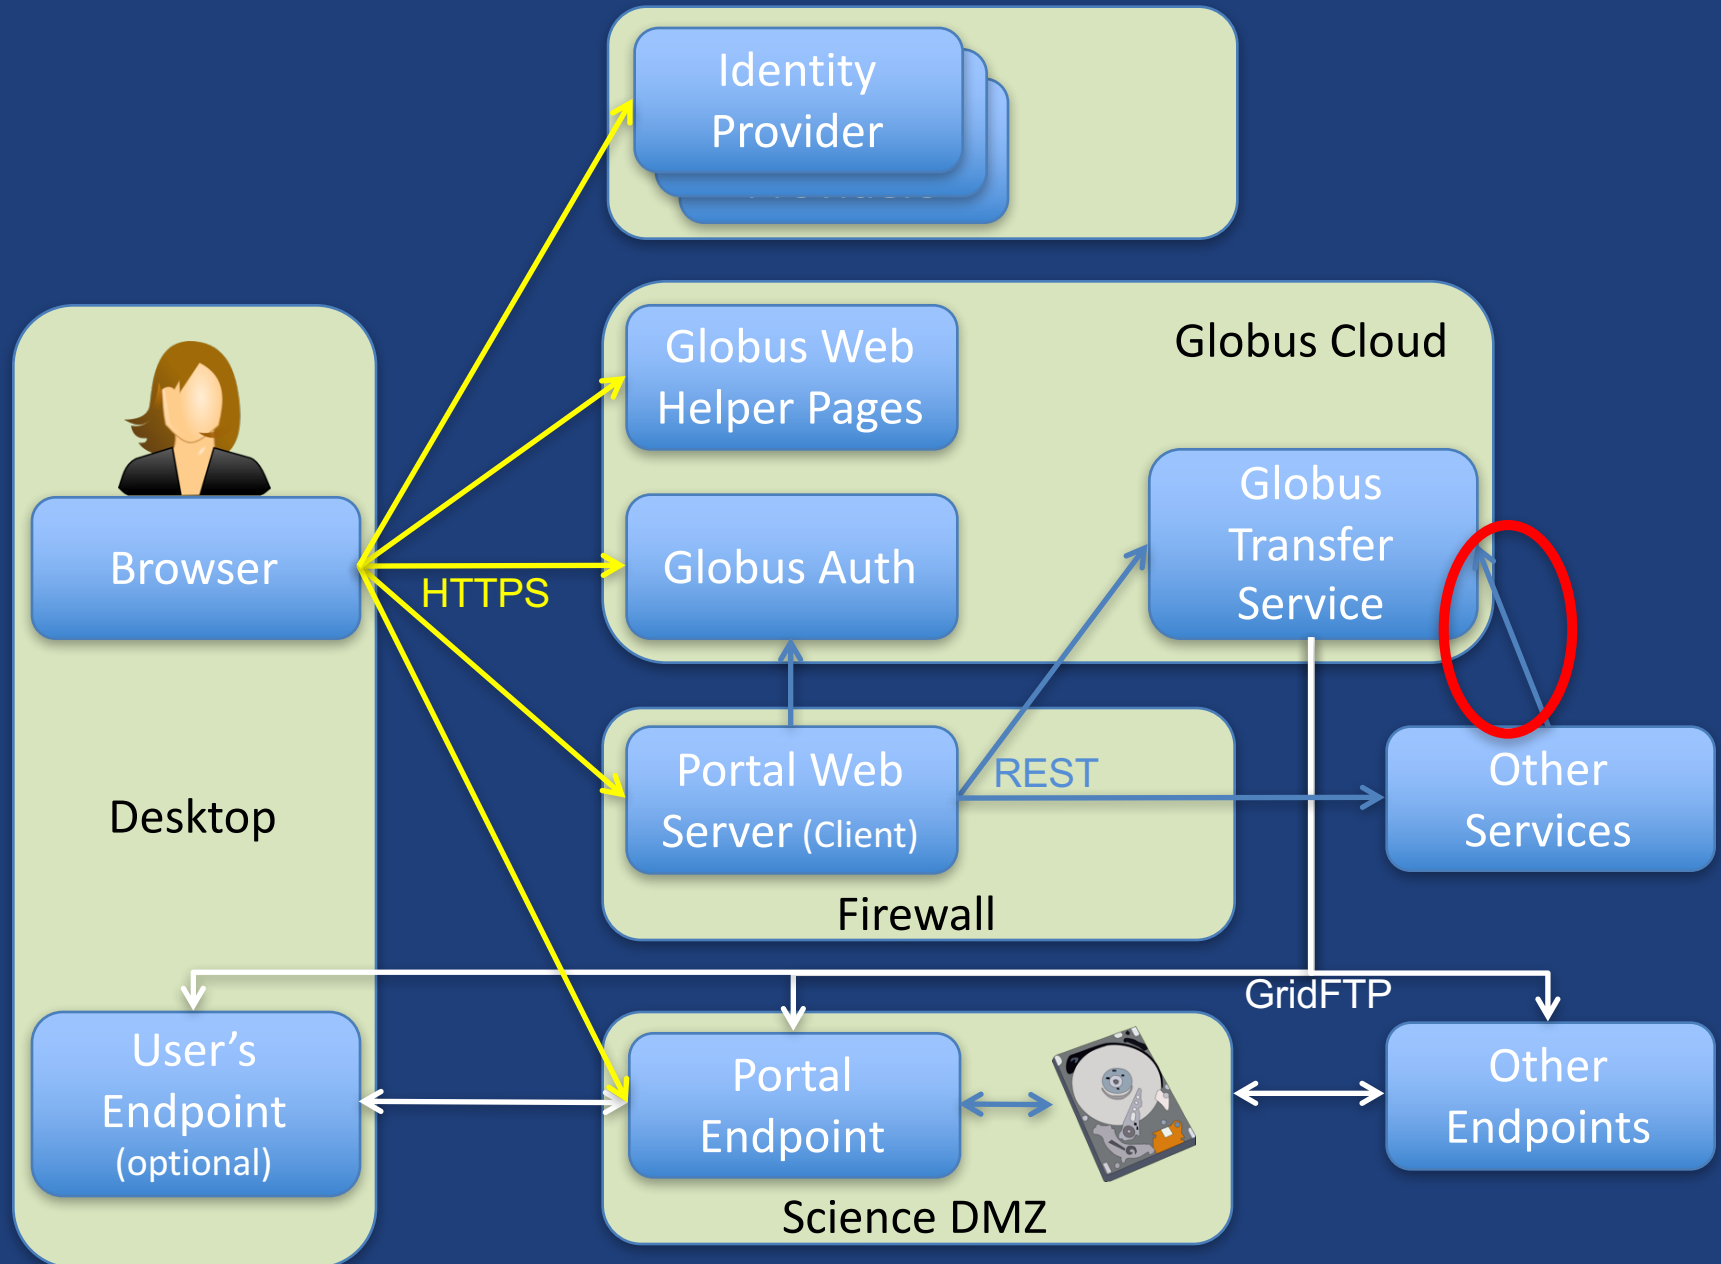 Identity
Provider
Globus Cloud
Globus Web
Helper Pages
Globus
Transfer
Service
Browser
HTTPS
Globus Auth
Desktop
Portal Web
Server (Client)
REST
Other
Services
Firewall
GridFTP
User's
Endpoint
(optional)
Portal
Endpoint
Other
Endpoints
Science DMZ